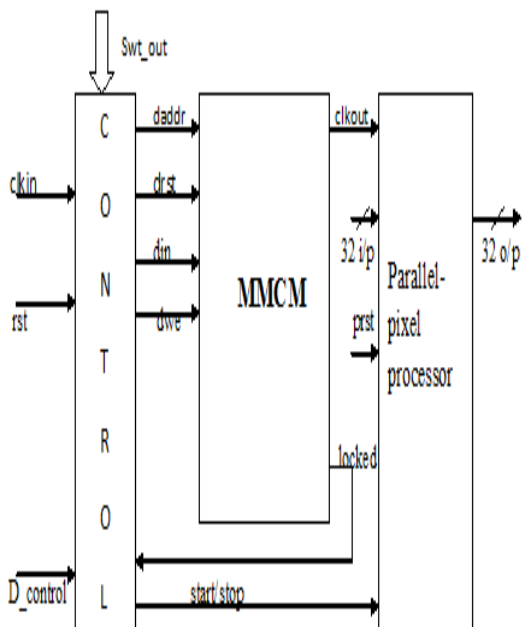 Swt_out
C
O
N
T
R
O
L
clkin
rst
D_control
daddr
drst
din
dwe
MMCM
clkout
32 i/p
prst
locked
start/stop
Parallel-
pixel
processor
32 o/p